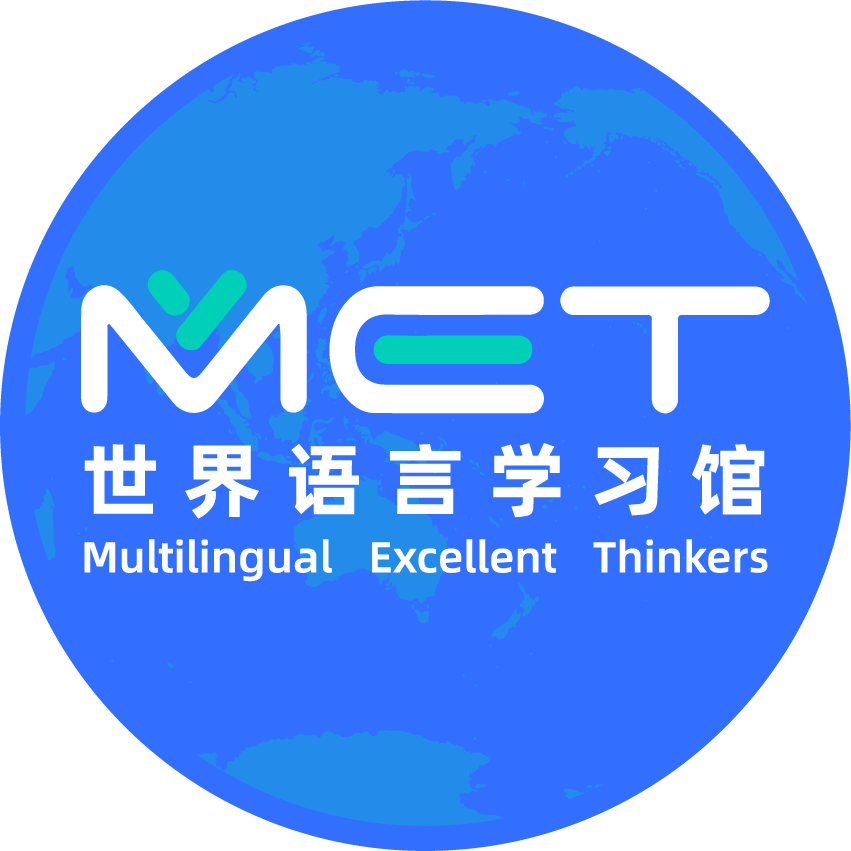 MET
世界语言学习馆
Multilingual Excellent Thinkers